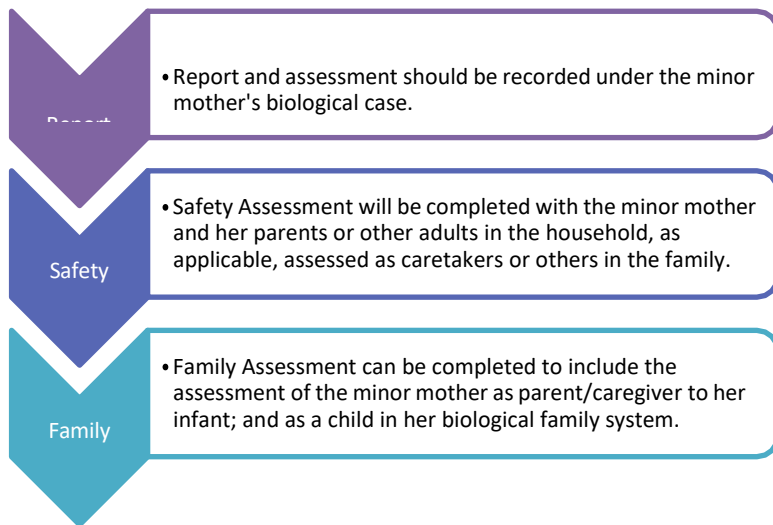 Report
• Report and assessment should be recorded under the minor
mother's biological case.
Safety
• Safety Assessment will be completed with the minor mother
and her parents or other adults in the household, as
applicable, assessed as caretakers or others in the family.
Family
• Family Assessment can be completed to include the
assessment of the minor mother as parent/caregiver to her
infant; and as a child in her biological family system.